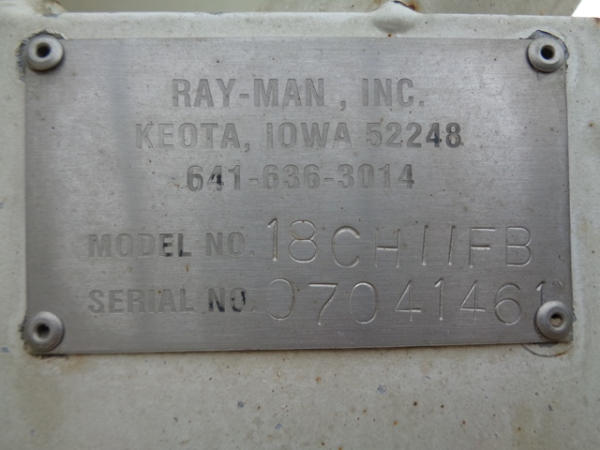 RAY-MAN , INC.
KEOTA, IOWA 52248
641-636-3014
MODEL NO. 18CH11FB
SERIAL NO. 07041461